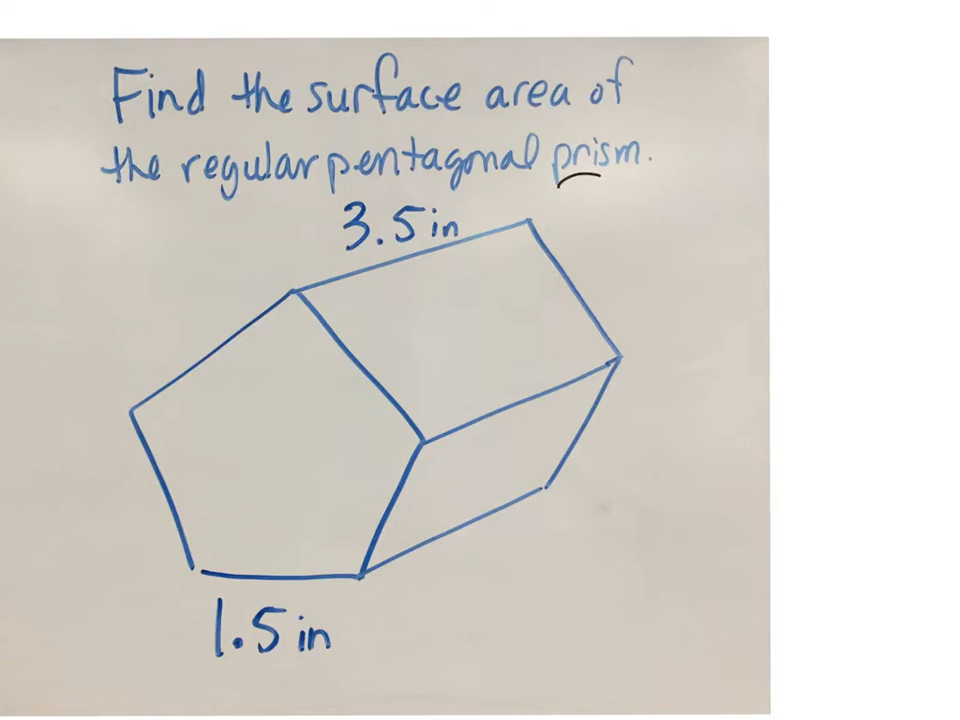 Find the surface area of
the regular pentagonal prism.
3.5 in
1.5 in